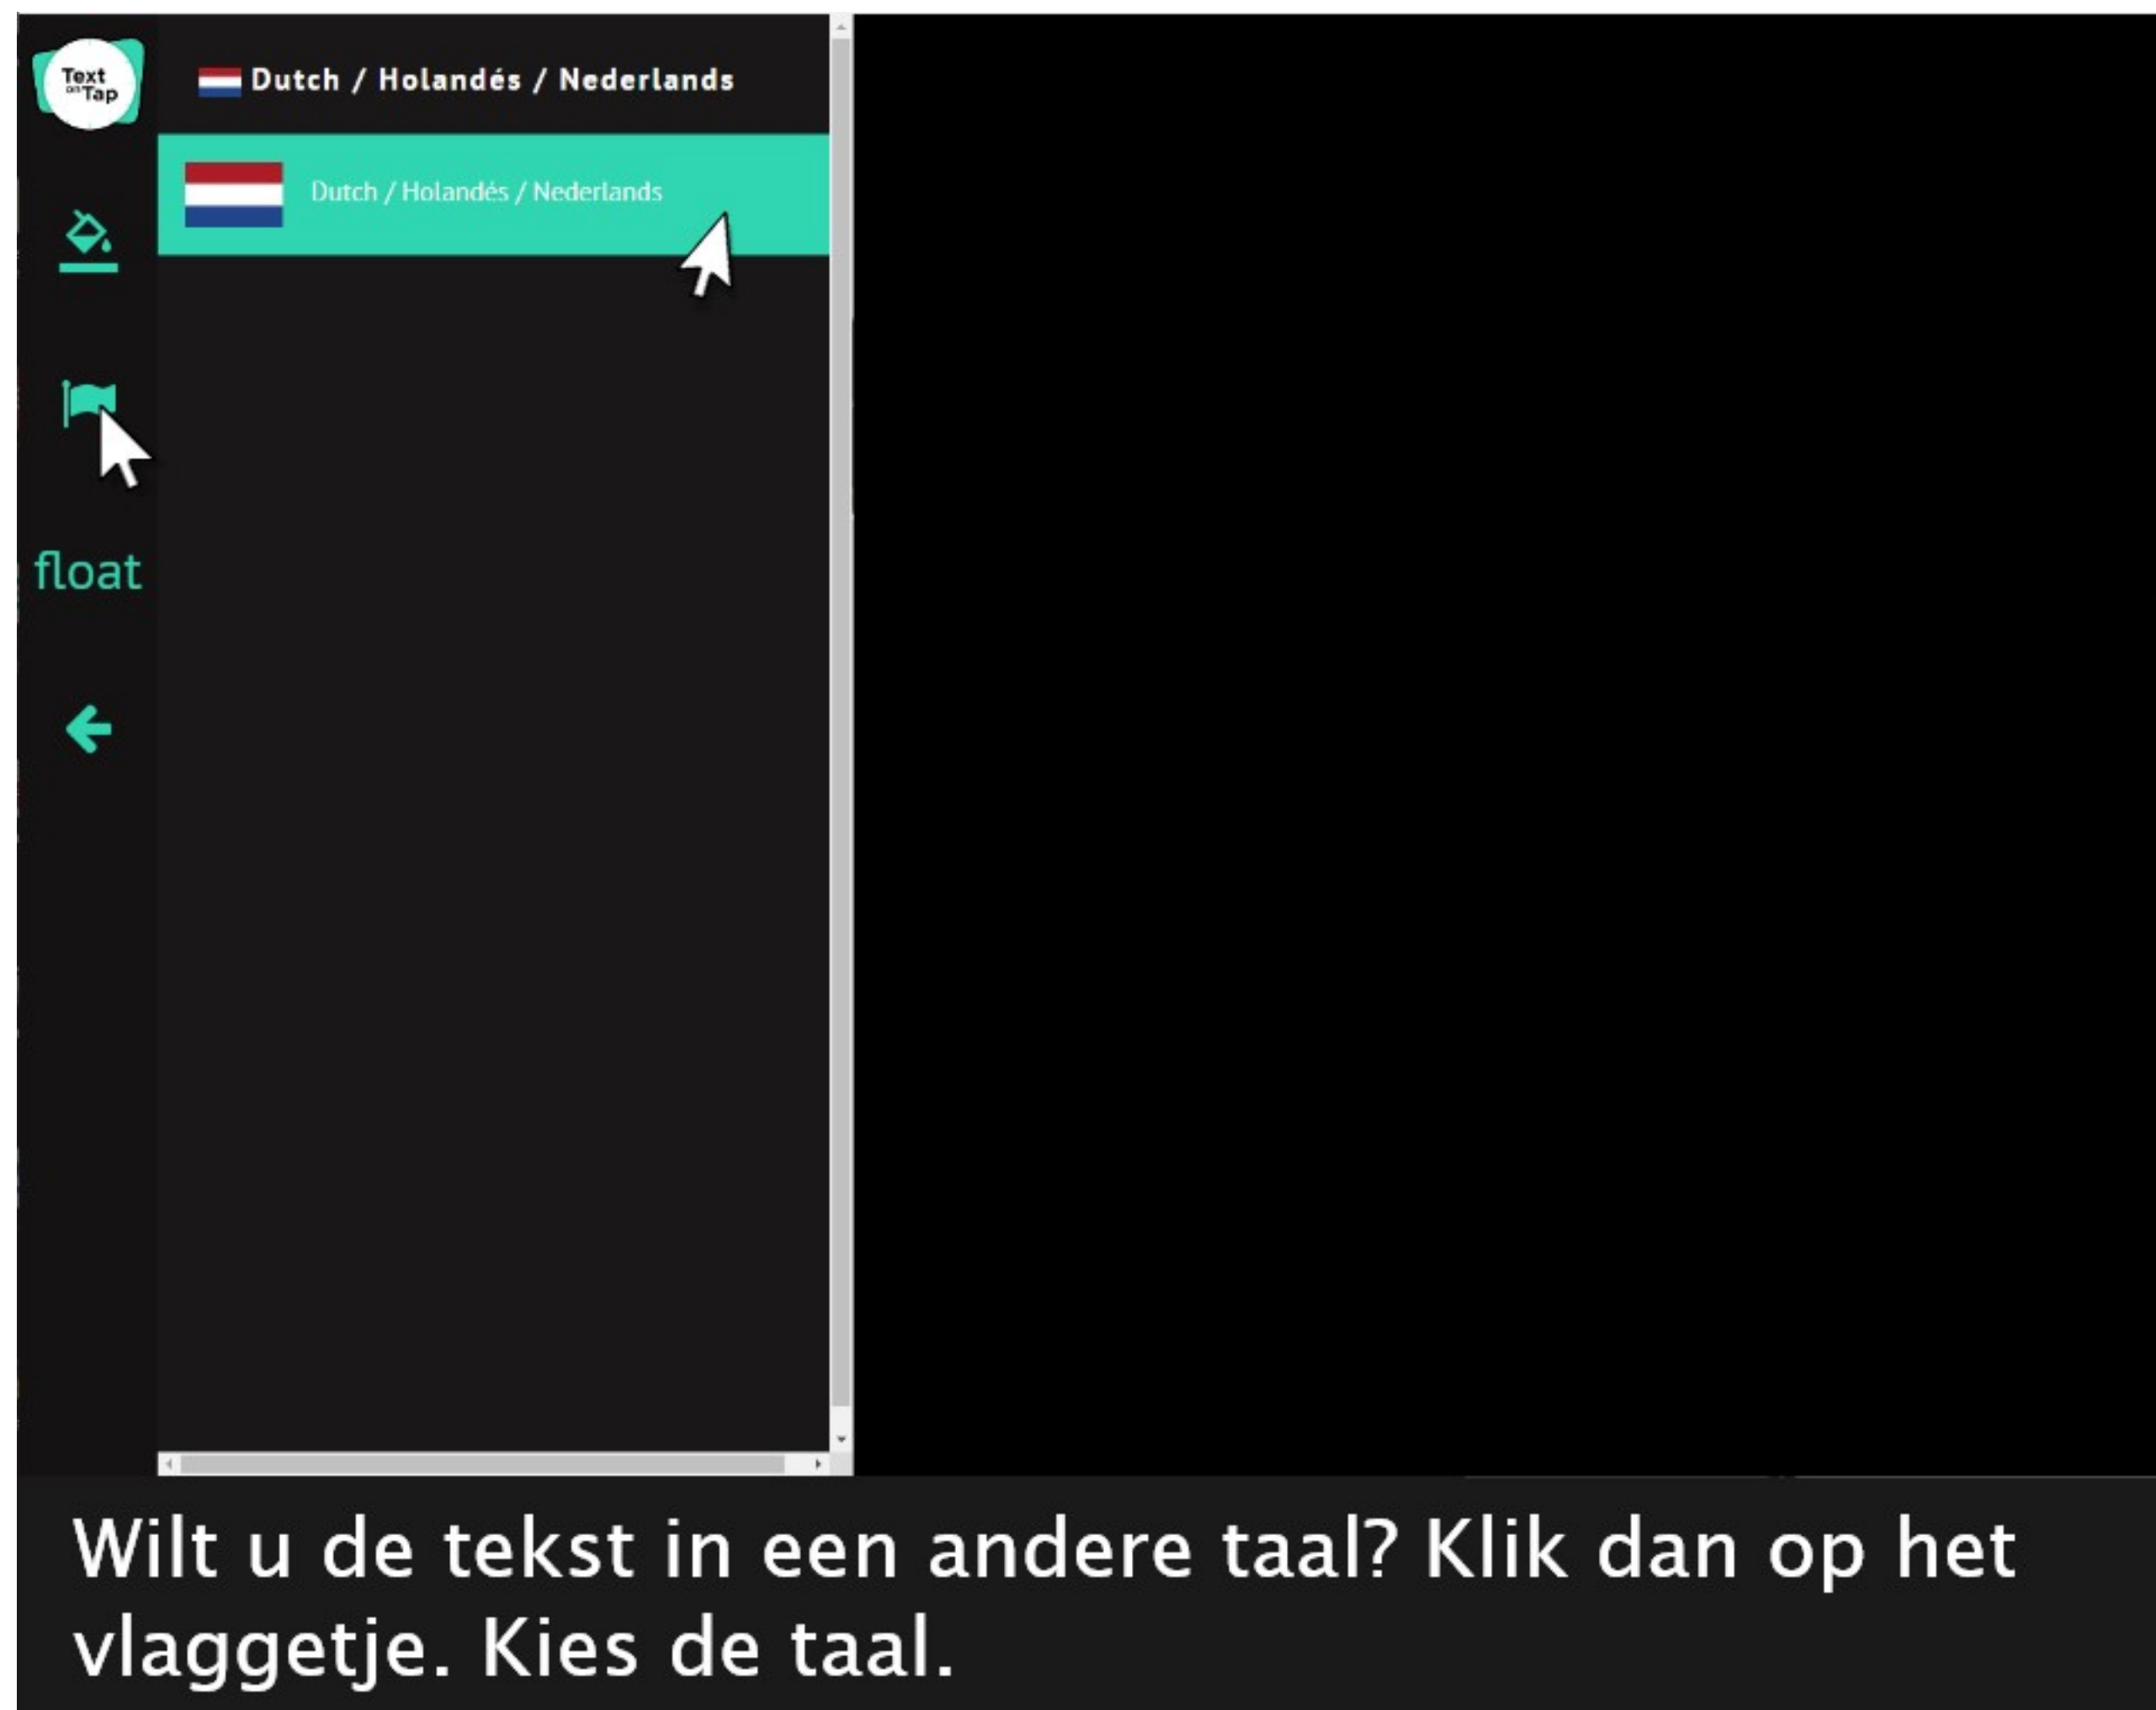 Text
on Tap
Dutch / Holandés / Nederlands
Dutch / Holandés / Nederlands
float
Wilt u de tekst in een andere taal? Klik dan op het
vlaggetje. Kies de taal.